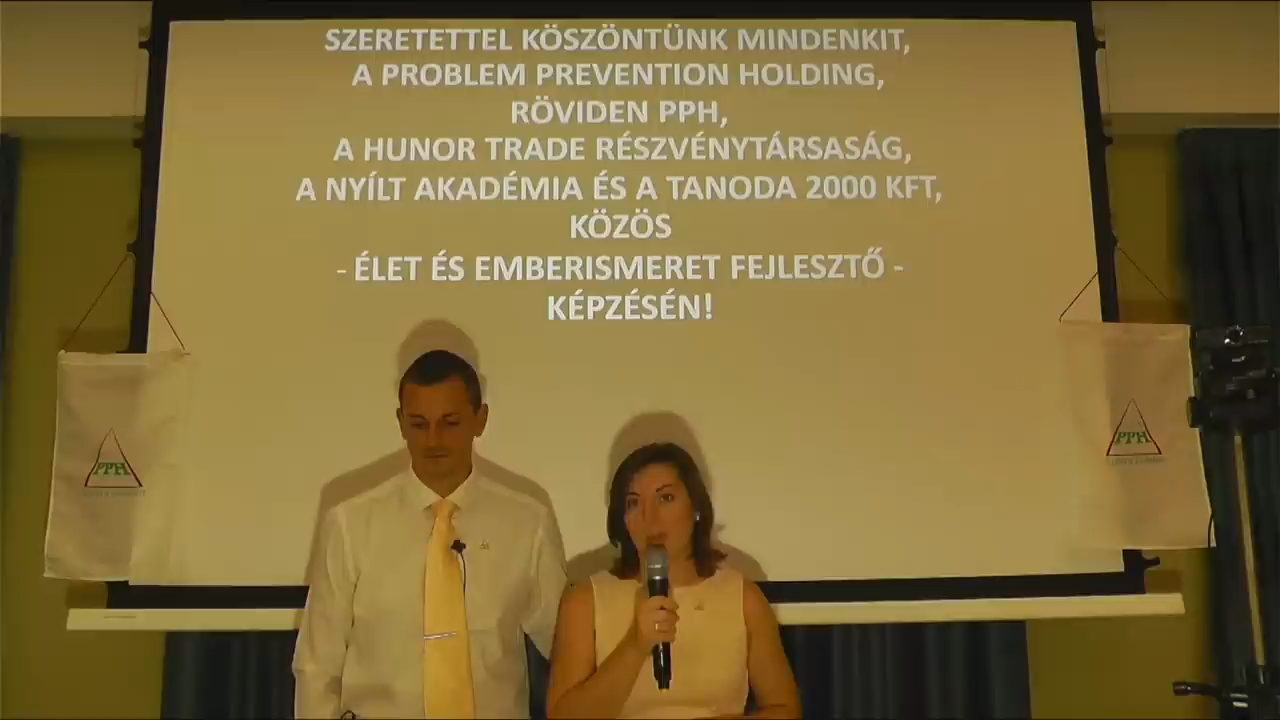 SZERETETTEL KÖSZÖNTÜNK MINDENKIT,
A PROBLEM PREVENTION HOLDING,
RÖVIDEN PPH,
A HUNOR TRADE RÉSZVÉNYTÁRSASÁG,
A NYÍLT AKADÉMIA ÉS A TANODA 2000 KFT,
KÖZÖS
- ÉLET ÉS EMBERISMERET FEJLESZTŐ -
KÉPZÉSÉN!
PPH
PPH